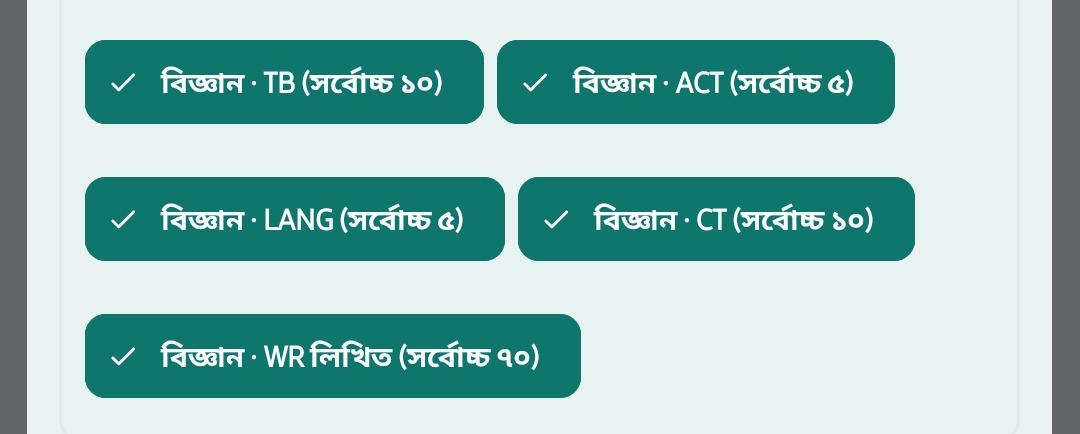 বিজ্ঞান · TB (সর্বোচ্চ ১০)
বিজ্ঞান · ACT (সর্বোচ্চ ৫)
বিজ্ঞান · LANG (সর্বোচ্চ ৫)
বিজ্ঞান · CT (সর্বোচ্চ ১০)
বিজ্ঞান · WR লিখিত (সর্বোচ্চ ৭০)